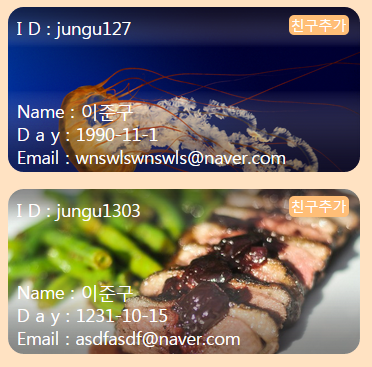 I D : jungu127
친구추가
Name : 이준구
D a y : 1990-11-1
Email : wnswlswnswls@naver.com
I D : jungu1303
친구추가
Name : 이준구
D a y : 1231-10-15
Email : asdfasdf@naver.com